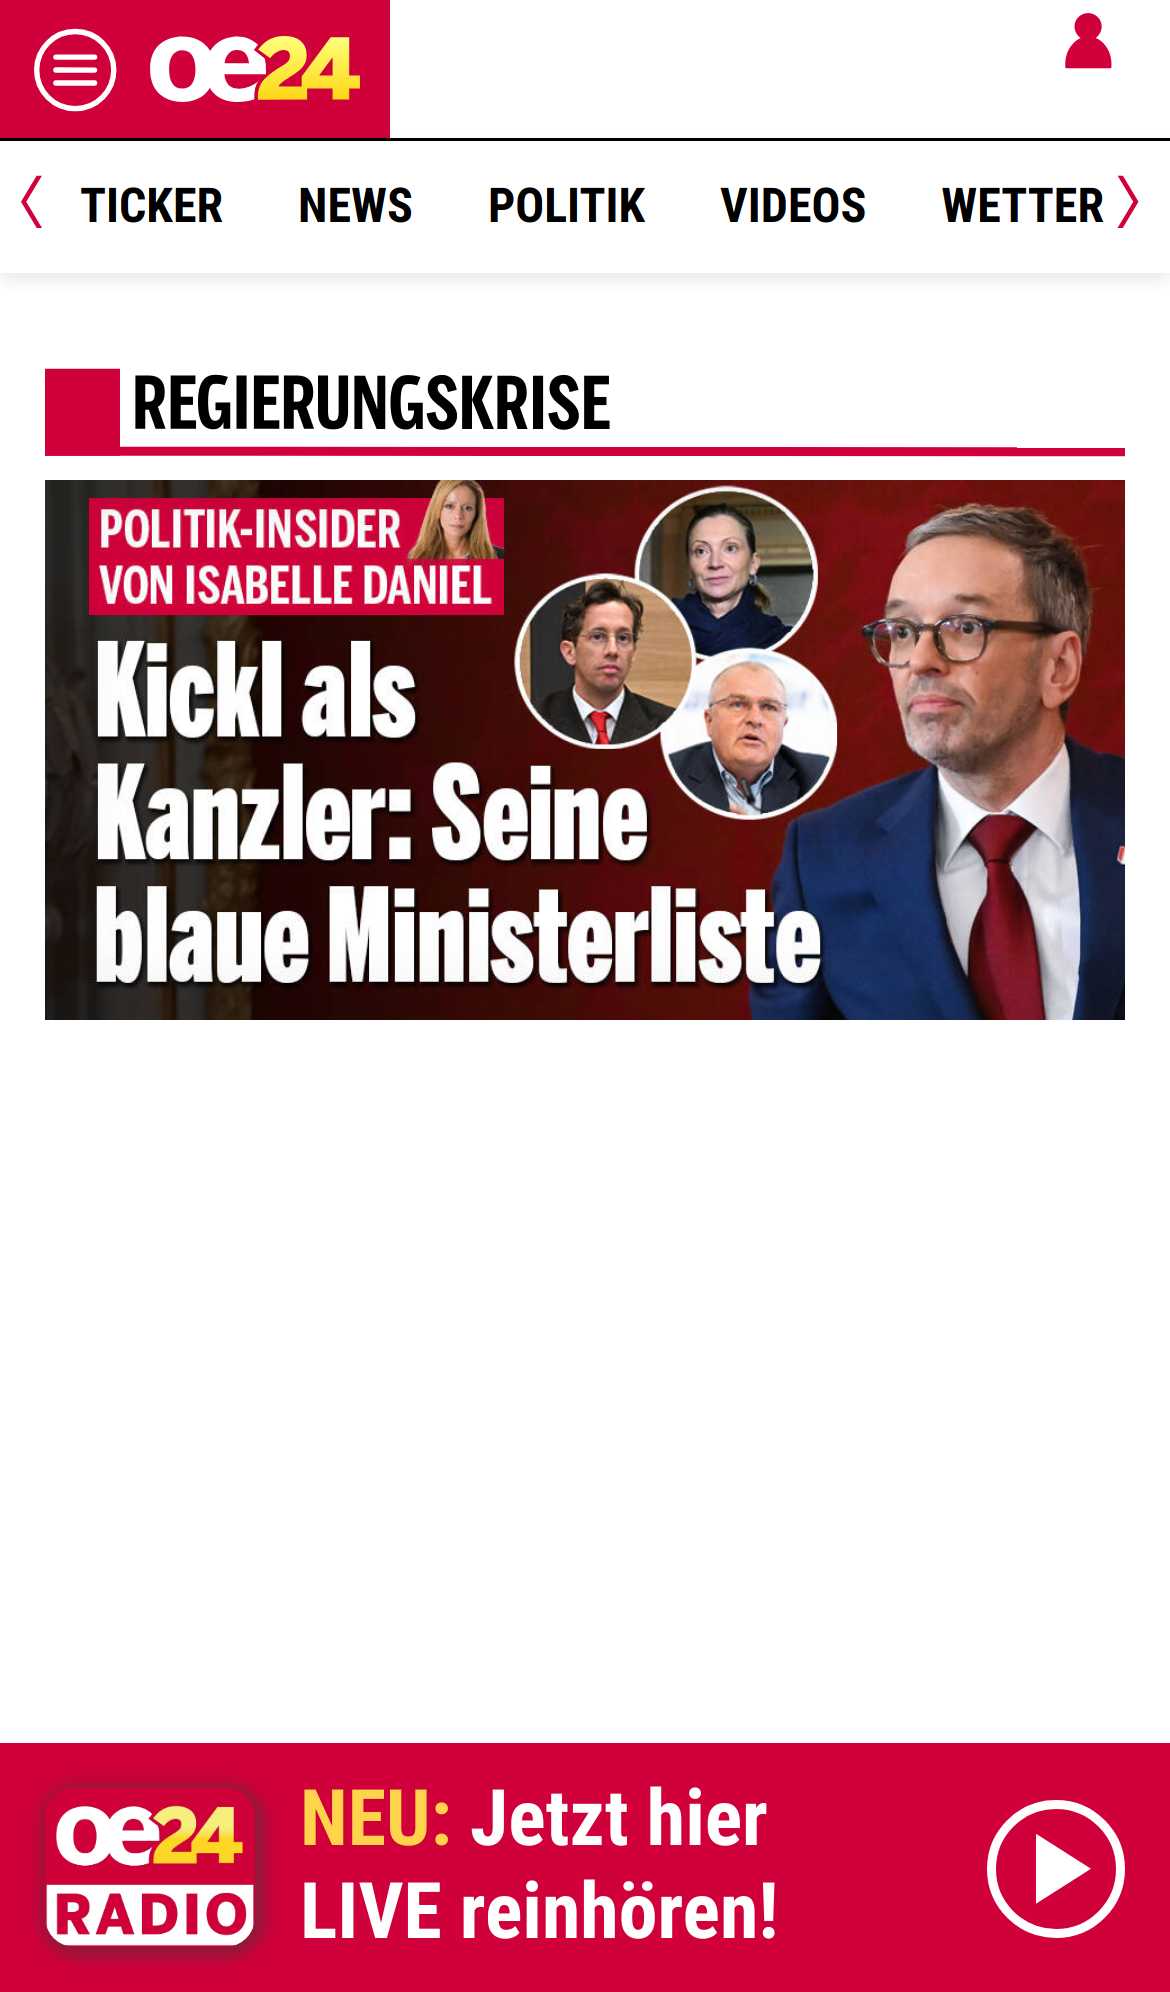 oe24
TICKER NEWS POLITIK VIDEOS WETTER
REGIERUNGSKRISE
POLITIK-INSIDER
VON ISABELLE DANIEL
Kickl als
Kanzler: Seine
blaue Ministerliste
oe24
RADIO
NEU: Jetzt hier
LIVE reinhören!